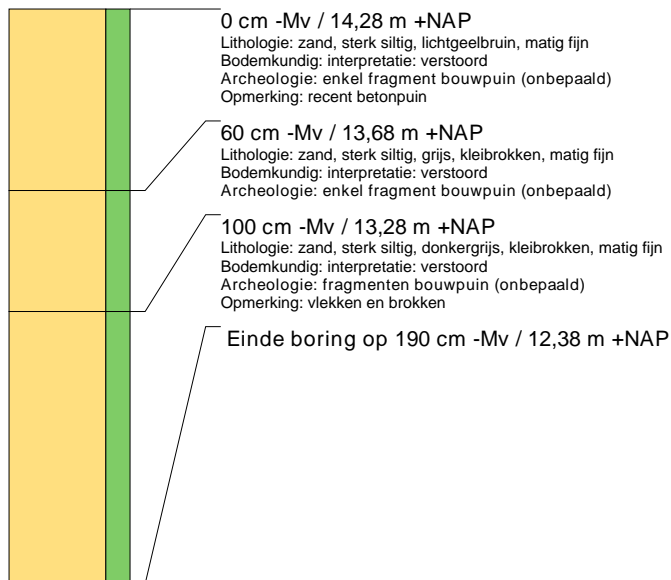 0 cm -Mv / 14,28 m +NAP
Lithologie: zand, sterk siltig, lichtgeelbruin, matig fijn
Bodemkundig: interpretatie: verstoord
Archeologie: enkel fragment bouwpuin (onbepaald)
Opmerking: recent betonpuin
60 cm -Mv / 13,68 m +NAP
Lithologie: zand, sterk siltig, grijs, kleibrokken, matig fijn
Bodemkundig: interpretatie: verstoord
Archeologie: enkel fragment bouwpuin (onbepaald)
100 cm -Mv / 13,28 m +NAP
Lithologie: zand, sterk siltig, donkergrijs, kleibrokken, matig fijn
Bodemkundig: interpretatie: verstoord
Archeologie: fragmenten bouwpuin (onbepaald)
Opmerking: vlekken en brokken
Einde boring op 190 cm -Mv / 12,38 m +NAP